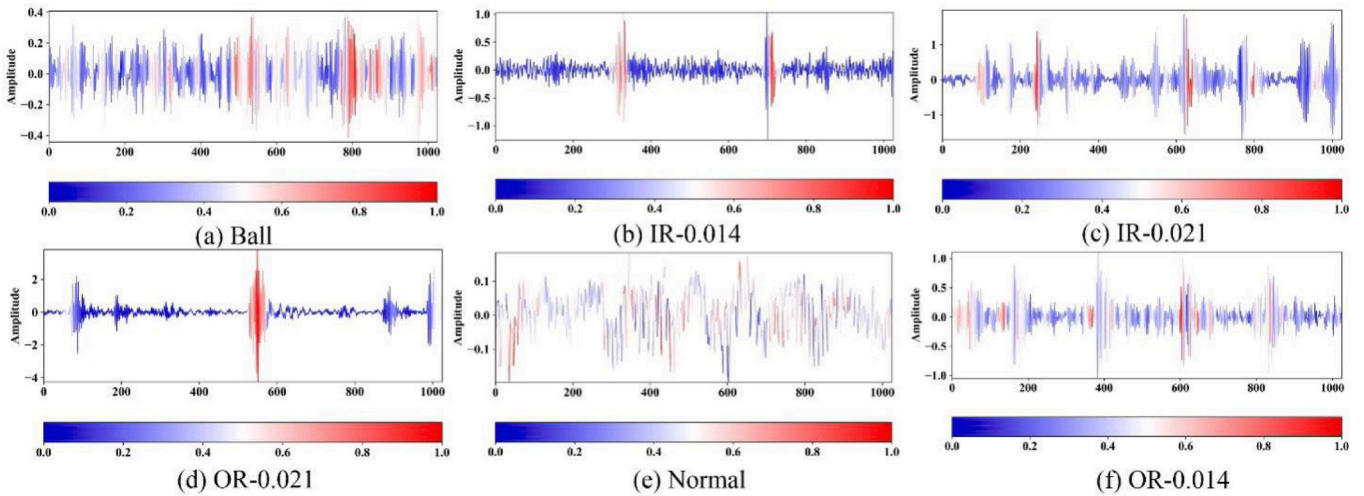 Amplitude
0.4
0.2
0.0
−0.2
−0.4
0 200 400 600 800 1000
0.0 0.2 0.4 0.6 0.8 1.0
(a) Ball
Amplitude
1.0
0.5
0.0
−0.5
−1.0
0 200 400 600 800 1000
0.0 0.2 0.4 0.6 0.8 1.0
(b) IR-0.014
Amplitude
1
0
−1
0 200 400 600 800 1000
0.0 0.2 0.4 0.6 0.8 1.0
(c) IR-0.021
Amplitude
2
0
−2
−4
0 200 400 600 800 1000
0.0 0.2 0.4 0.6 0.8 1.0
(d) OR-0.021
Amplitude
0.1
0.0
−0.1
0 200 400 600 800 1000
0.0 0.2 0.4 0.6 0.8 1.0
(e) Normal
Amplitude
1.0
0.5
0.0
−0.5
−1.0
0 200 400 600 800 1000
0.0 0.2 0.4 0.6 0.8 1.0
(f) OR-0.014